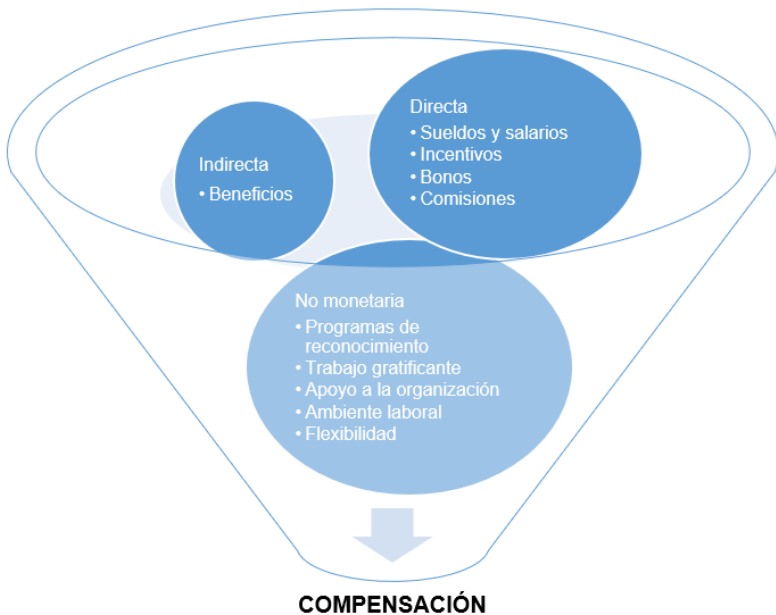 Directa
• Sueldos y salarios
• Incentivos
• Bonos
• Comisiones
Indirecta
• Beneficios
No monetaria
• Programas de
reconocimiento
• Trabajo gratificante
• Apoyo a la organización
• Ambiente laboral
• Flexibilidad
COMPENSACIÓN